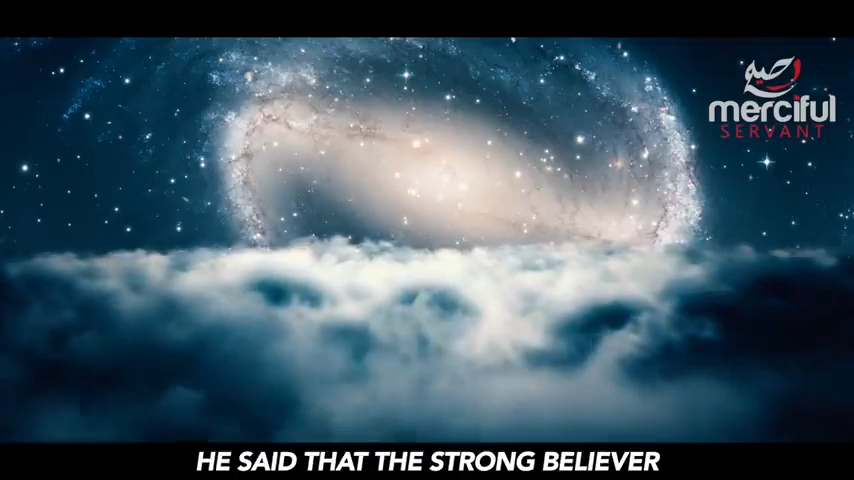 merciful
SERVANT
HE SAID THAT THE STRONG BELIEVER